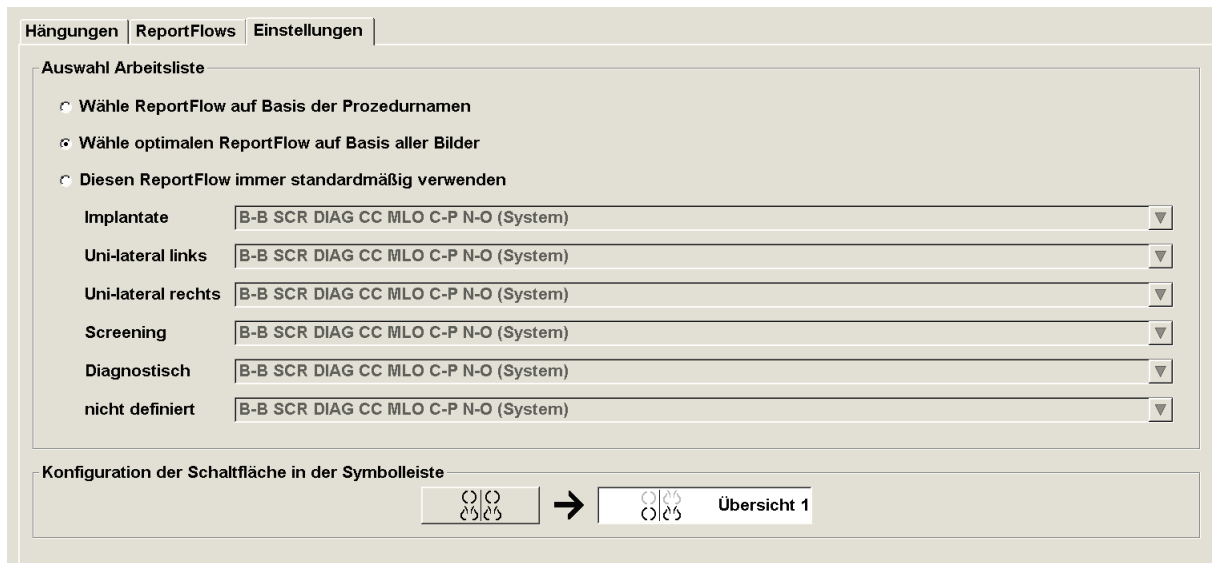 Hängungen ReportFlows Einstellungen
Auswahl Arbeitsliste
Wähle ReportFlow auf Basis der Prozedurnamen
Wähle optimalen ReportFlow auf Basis aller Bilder
Diesen ReportFlow immer standardmäßig verwenden
Implantate B-B SCR DIAG CC MLO C-P N-O (System)
Uni-lateral links B-B SCR DIAG CC MLO C-P N-O (System)
Uni-lateral rechts B-B SCR DIAG CC MLO C-P N-O (System)
Screening B-B SCR DIAG CC MLO C-P N-O (System)
Diagnostisch B-B SCR DIAG CC MLO C-P N-O (System)
nicht definiert B-B SCR DIAG CC MLO C-P N-O (System)
Konfiguration der Schaltfläche in der Symbolleiste
Übersicht 1